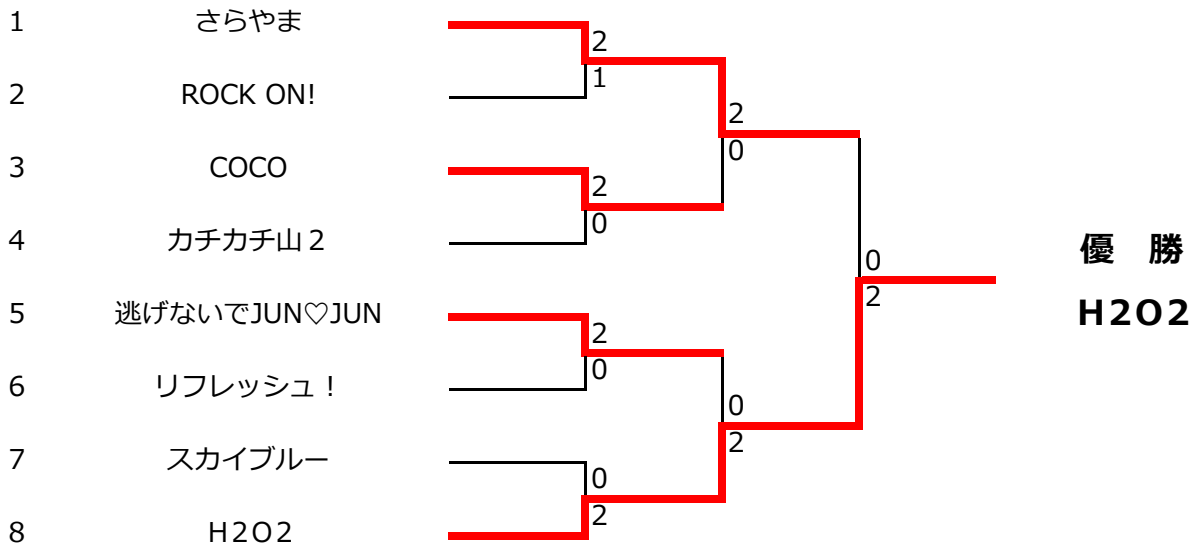 1 さらやま
2
1
2 ROCK ON!
2
0
3 COCO
2
0
4 カチカチ山２
優　勝
0
2
H2O2
5 逃げないでJUN♡JUN
2
0
6 リフレッシュ！
0
2
7 スカイブルー
0
2
8 H2O2